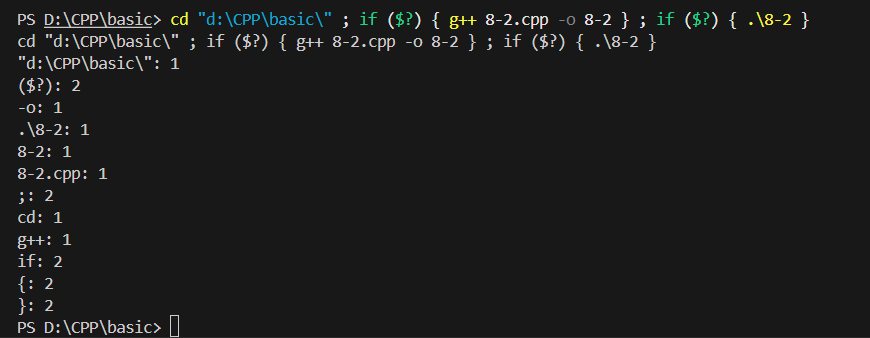 PS D:\CPP\basic> cd "d:\CPP\basic\" ; if ($?) { g++ 8-2.cpp -o 8-2 } ; if ($?) { .\8-2 }
cd "d:\CPP\basic\" ; if ($?) { g++ 8-2.cpp -o 8-2 } ; if ($?) { .\8-2 }
"d:\CPP\basic\": 1
($?): 2
-o: 1
.\8-2: 1
8-2: 1
8-2.cpp: 1
;: 2
cd: 1
g++: 1
if: 2
{: 2
}: 2
PS D:\CPP\basic>